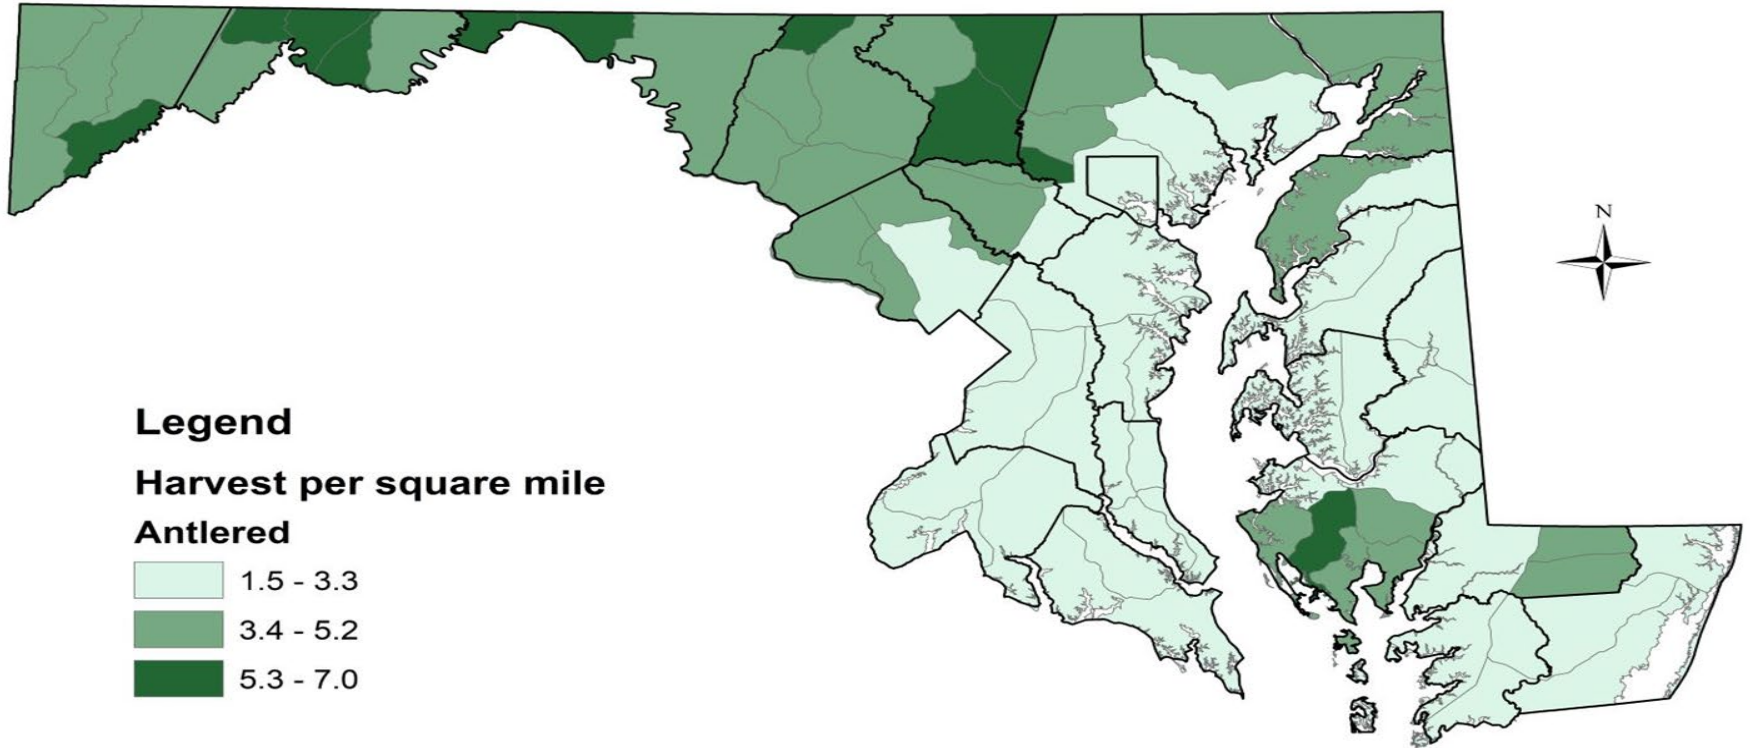 N
Legend
Harvest per square mile
Antlered
1.5 - 3.3
3.4 - 5.2
5.3 - 7.0